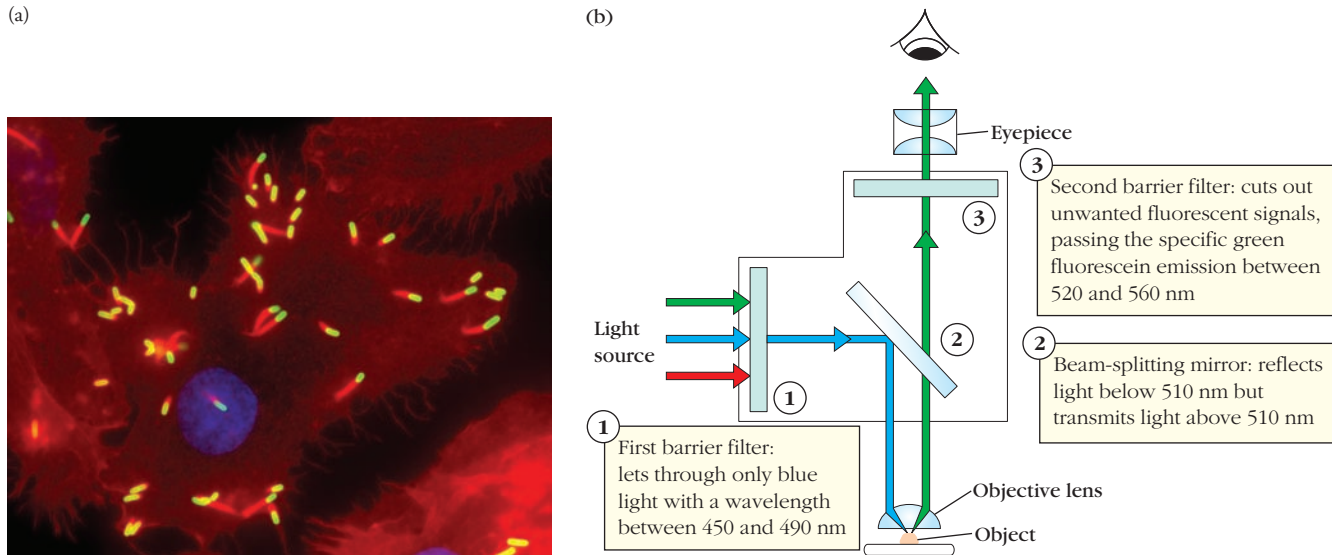 (a)
(b)
Eyepiece
3
Second barrier filter: cuts out
unwanted fluorescent signals,
passing the specific green
fluorescein emission between
520 and 560 nm
3
Light
source
2
2
Beam-splitting mirror: reflects
light below 510 nm but
transmits light above 510 nm
1
1
First barrier filter:
lets through only blue
light with a wavelength
between 450 and 490 nm
Objective lens
Object